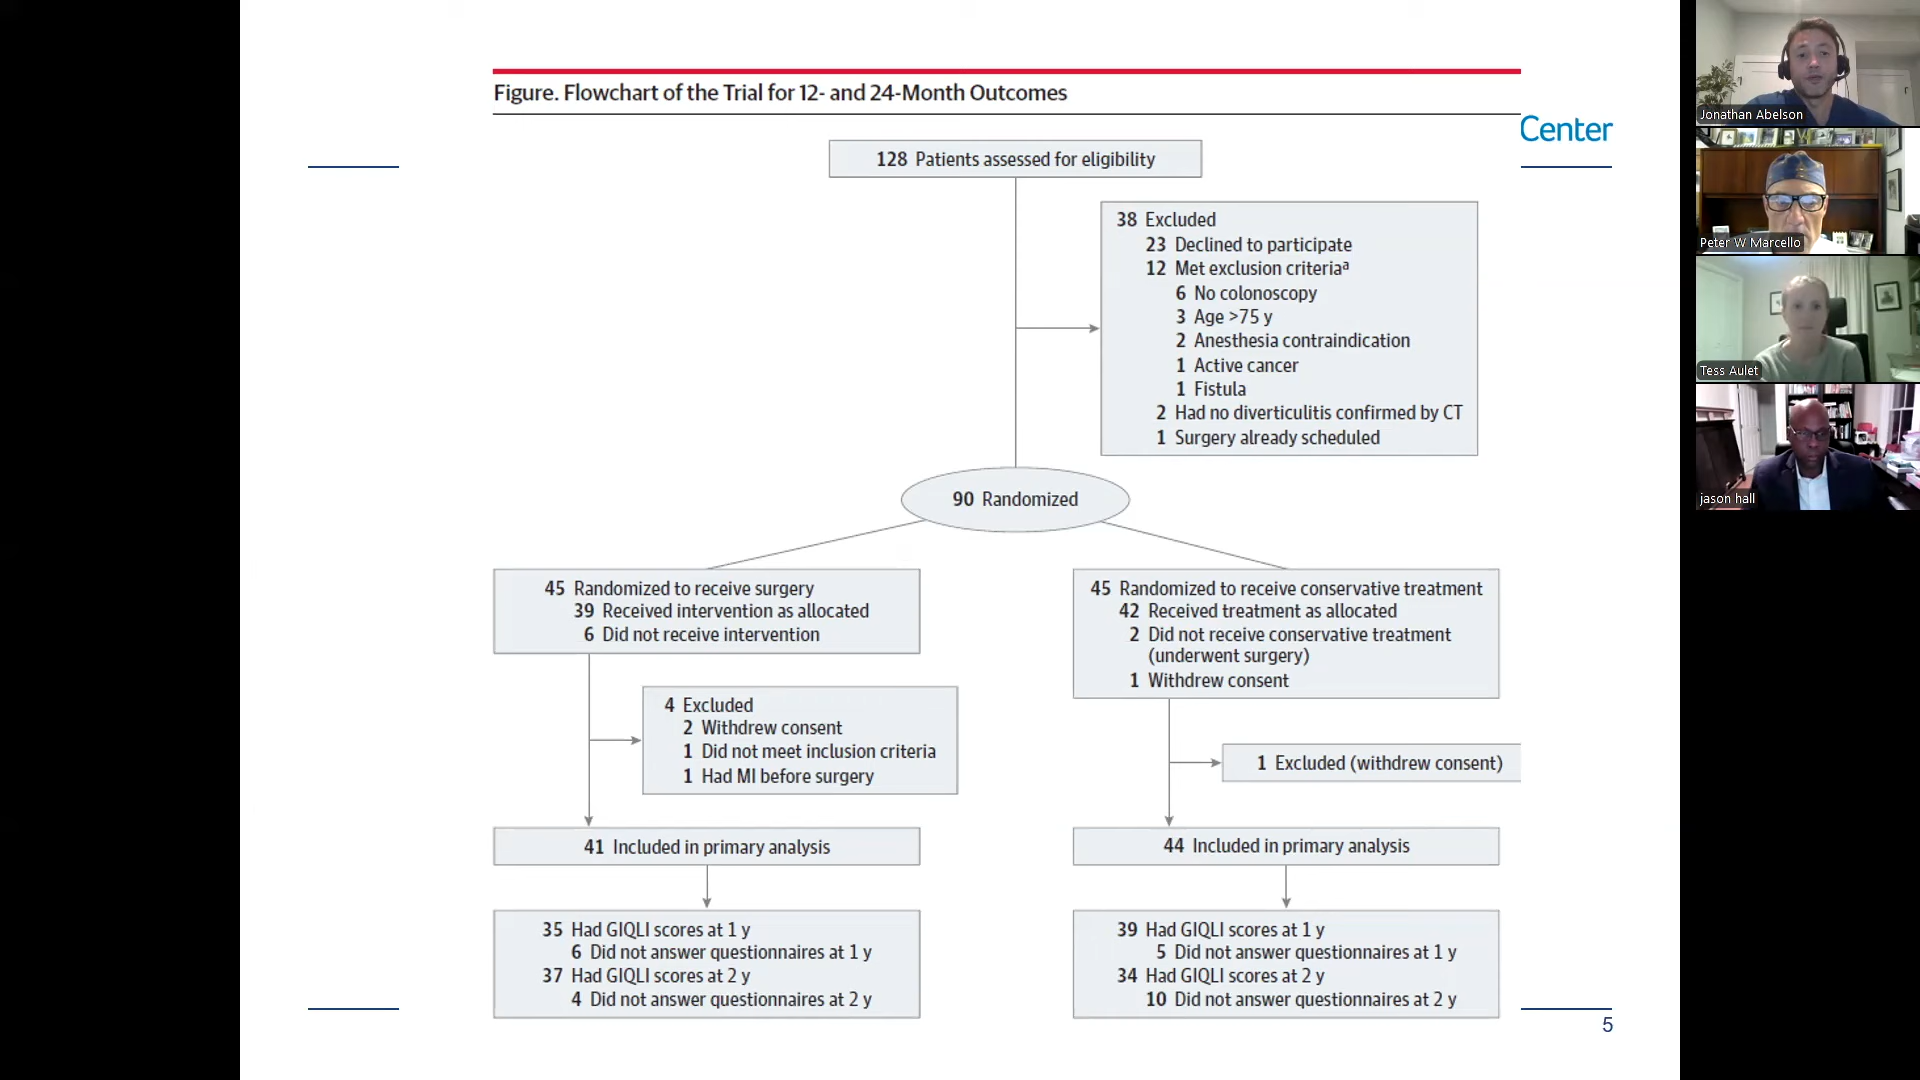 Figure. Flowchart of the Trial for 12- and 24-Month Outcomes
Center
128 Patients assessed for eligibility
38 Excluded
23 Declined to participate
12 Met exclusion criteriaᵃ
6 No colonoscopy
3 Age >75 y
2 Anesthesia contraindication
1 Active cancer
1 Fistula
2 Had no diverticulitis confirmed by CT
1 Surgery already scheduled
90 Randomized
45 Randomized to receive surgery
39 Received intervention as allocated
6 Did not receive intervention
45 Randomized to receive conservative treatment
42 Received treatment as allocated
2 Did not receive conservative treatment
(underwent surgery)
1 Withdrew consent
4 Excluded
2 Withdrew consent
1 Did not meet inclusion criteria
1 Had MI before surgery
1 Excluded (withdrew consent)
41 Included in primary analysis
44 Included in primary analysis
35 Had GIQLI scores at 1 y
6 Did not answer questionnaires at 1 y
37 Had GIQLI scores at 2 y
4 Did not answer questionnaires at 2 y
39 Had GIQLI scores at 1 y
5 Did not answer questionnaires at 1 y
34 Had GIQLI scores at 2 y
10 Did not answer questionnaires at 2 y
5
Jonathan Abelson
Peter W Marcello
Tess Aulet
jason hall